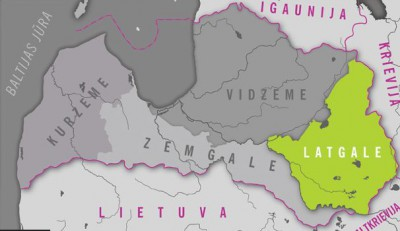 IGAUNIJA
BALTIJAS JŪRA
KRIEVIJA
VIDZEME
KURZEME
ZEMGALE
LATGALE
LIETUVA